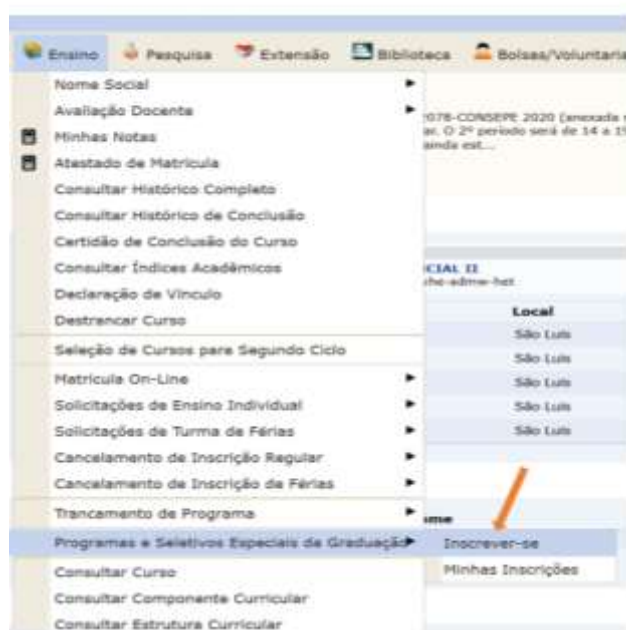 Ensino Pesquisa Extensão Biblioteca Bolsas/Voluntaria
Nome Social
Avaliação Docente
Minhas Notas
Atestado de Matrícula
Consultar Histórico Completo
Consultar Histórico de Conclusão
Certidão de Conclusão do Curso
Consultar Índices Acadêmicos
Declaração de Vínculo
Destrancar Curso
Seleção de Cursos para Segundo Ciclo
Matrícula On-Line
Solicitações de Ensino Individual
Solicitações de Turma de Férias
Cancelamento de Inscrição Regular
Cancelamento de Inscrição de Férias
Trancamento de Programa
Programas e Seletivos Especiais da Graduação
Consultar Curso
Consultar Componente Curricular
Consultar Estrutura Curricular
Inscrever-se
Minhas Inscrições
078-CONSEPE 2020 (anexada
ar. O 2º período será de 14 a 1
ainda est...
CIAL II
Local
São Luís
São Luís
São Luís
São Luís
São Luís
ame